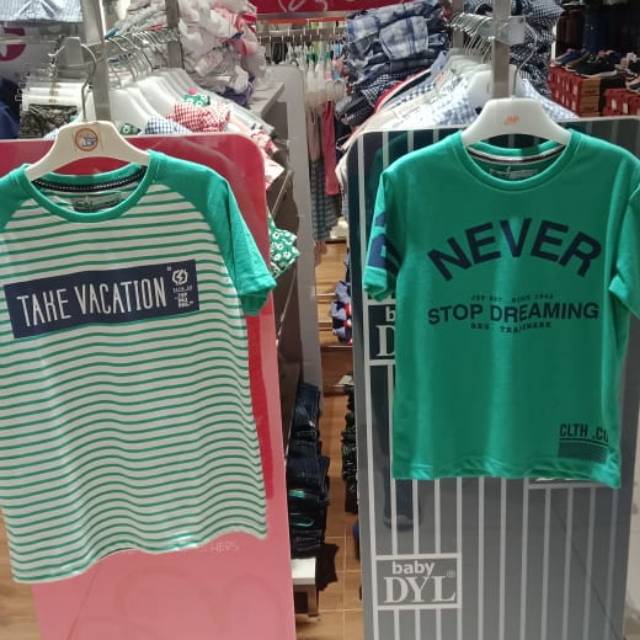 TAKE VACATION
NEVER
STOP DREAMING
CLTH .CO
baby
DYL
baby
DYL